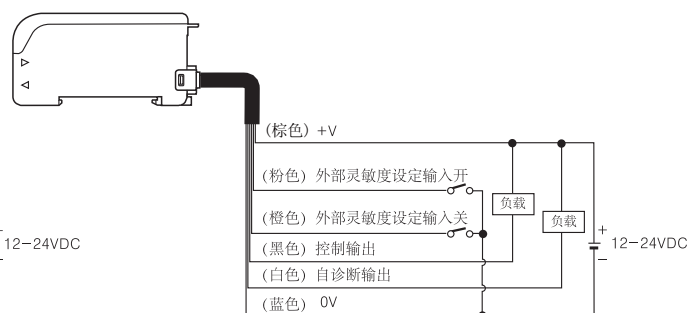 (棕色) +V
(粉色) 外部灵敏度设定输入开
负载
(橙色) 外部灵敏度设定输入关
负载
+
12-24VDC
12-24VDC
(黑色) 控制输出
−
(白色) 自诊断输出
(蓝色) 0V